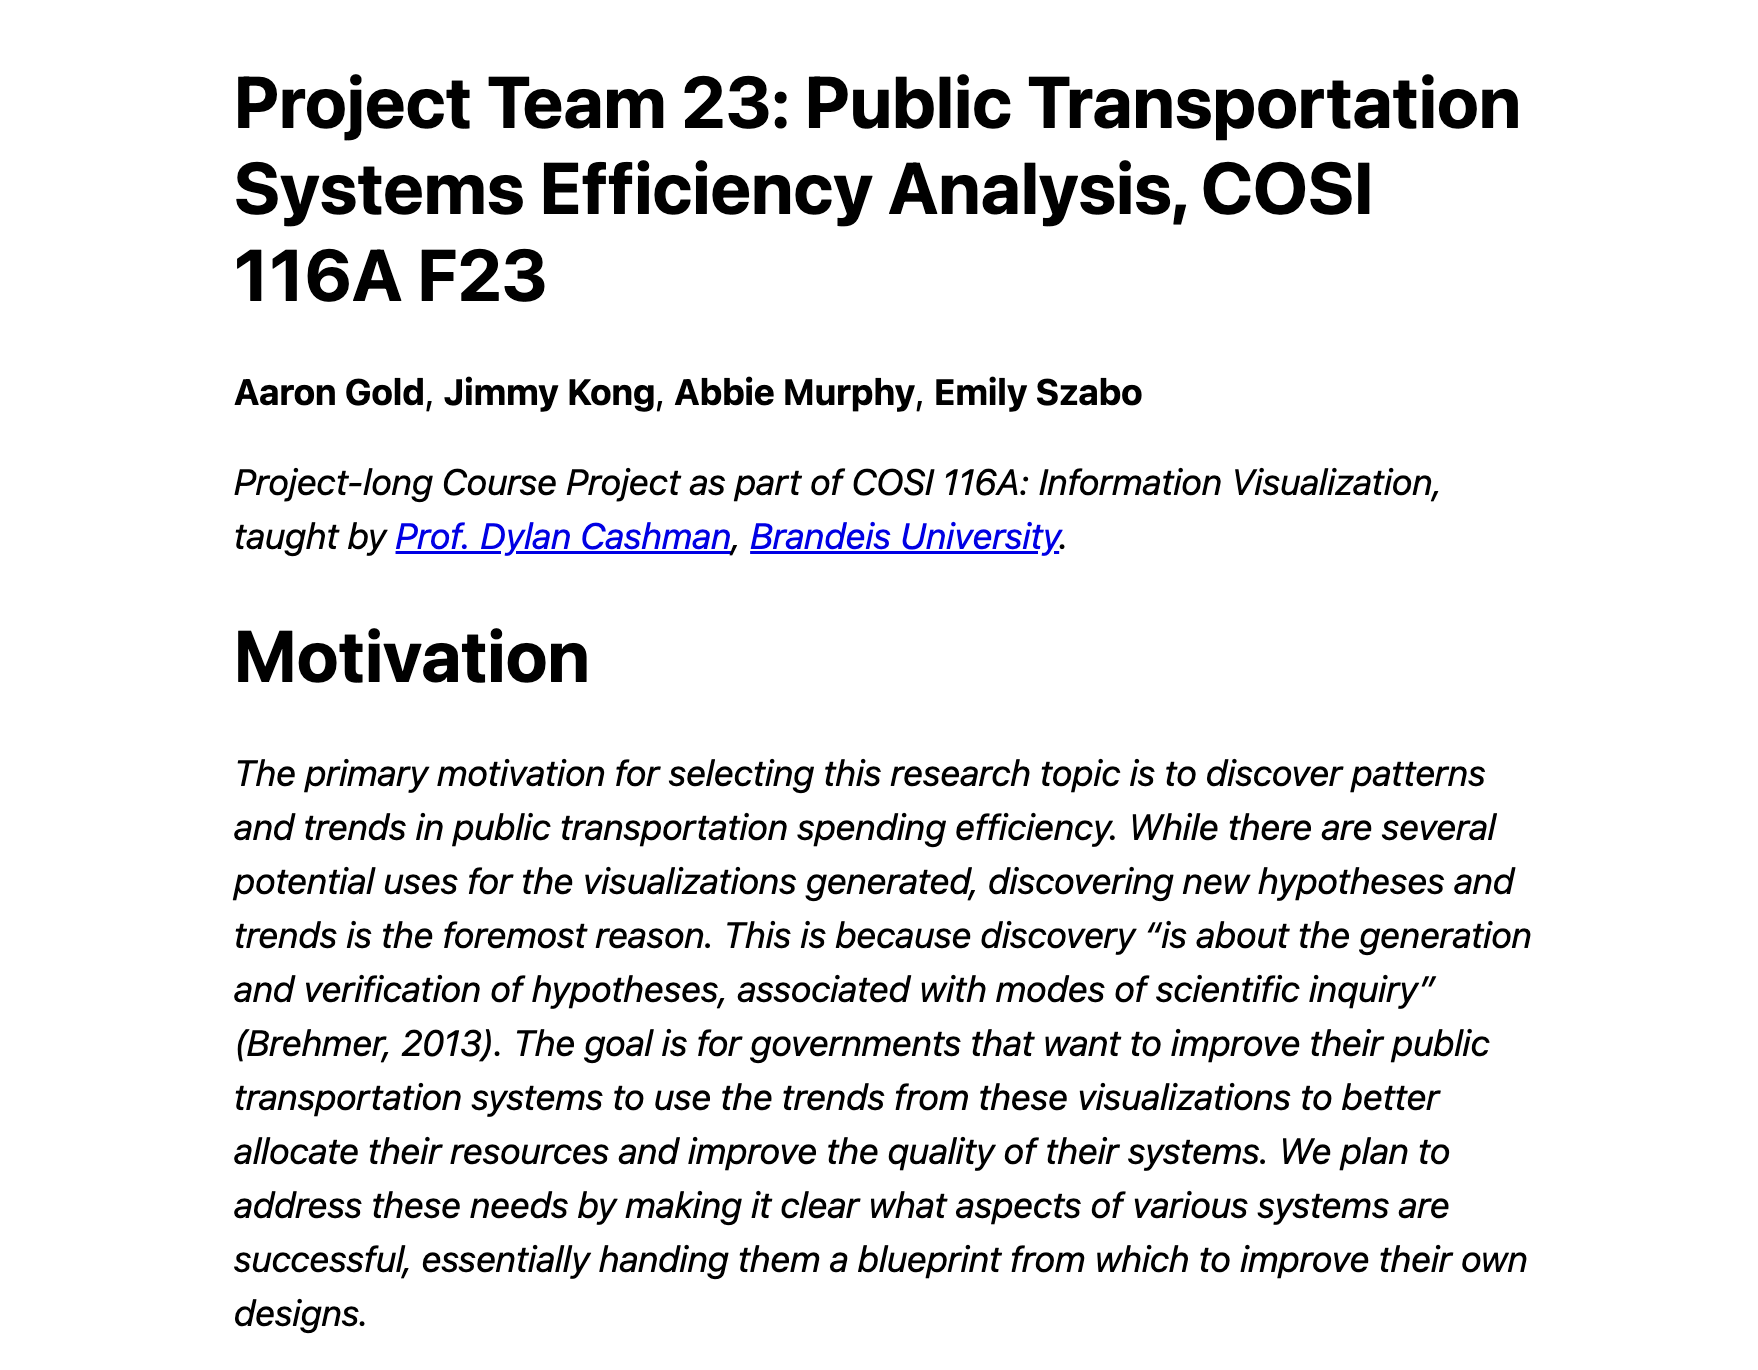 Project Team 23: Public Transportation
Systems Efficiency Analysis, COSI
116A F23
Aaron Gold, Jimmy Kong, Abbie Murphy, Emily Szabo
Project-long Course Project as part of COSI 116A: Information Visualization,
taught by Prof. Dylan Cashman, Brandeis University.
Motivation
The primary motivation for selecting this research topic is to discover patterns
and trends in public transportation spending efficiency. While there are several
potential uses for the visualizations generated, discovering new hypotheses and
trends is the foremost reason. This is because discovery “is about the generation
and verification of hypotheses, associated with modes of scientific inquiry”
(Brehmer, 2013). The goal is for governments that want to improve their public
transportation systems to use the trends from these visualizations to better
allocate their resources and improve the quality of their systems. We plan to
address these needs by making it clear what aspects of various systems are
successful, essentially handing them a blueprint from which to improve their own
designs.